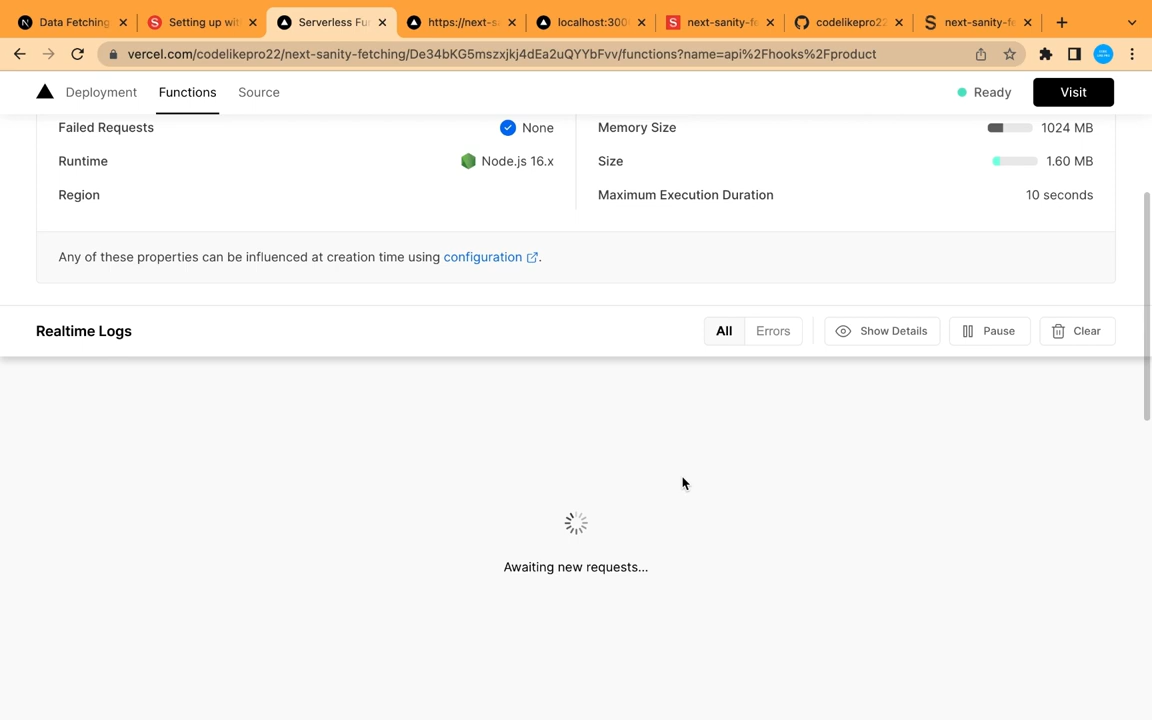 Data Fetching
Setting up wit
Serverless Fu
https://next-s
localhost:300
next-sanity-fe
codelikepro22
next-sanity-fe
vercel.com/codelikepro22/next-sanity-fetching/De34bKG5mszxjkj4dEa2uQYYbFvv/functions?name=api%2Fhooks%2Fproduct
Deployment Functions Source Ready Visit
Failed Requests None Memory Size 1024 MB
Runtime Node.js 16.x Size 1.60 MB
Region Maximum Execution Duration 10 seconds
Any of these properties can be influenced at creation time using configuration.
Realtime Logs All Errors Show Details Pause Clear
Awaiting new requests...